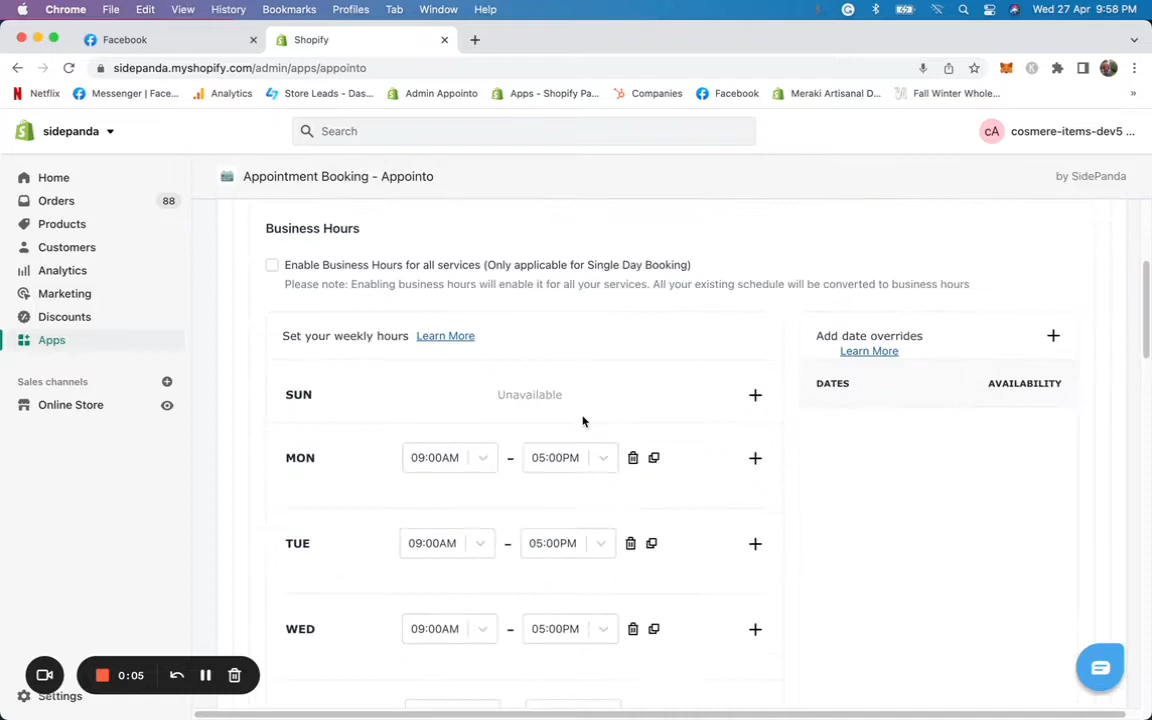 Chrome File Edit View History Bookmarks Profiles Tab Window Help Wed 27 Apr 9:58 PM
Facebook Shopify
sidepanda.myshopify.com/admin/apps/appointo
Netflix Messenger | Face... Analytics Store Leads - Das... Admin Appointo Apps - Shopify Pa... Companies Facebook Meraki Artisanal D... Fall Winter Whole... »
sidepanda Search cA cosmere-items-dev5 ...
Home
Orders 88
Products
Customers
Analytics
Marketing
Discounts
Apps
Sales channels
Online Store
Settings
Appointment Booking - Appointo by SidePanda
Business Hours
Enable Business Hours for all services (Only applicable for Single Day Booking)
Please note: Enabling business hours will enable it for all your services. All your existing schedule will be converted to business hours
Set your weekly hours Learn More
SUN Unavailable
MON 09:00AM - 05:00PM
TUE 09:00AM - 05:00PM
WED 09:00AM - 05:00PM
Add date overrides
Learn More
DATES AVAILABILITY
0:05